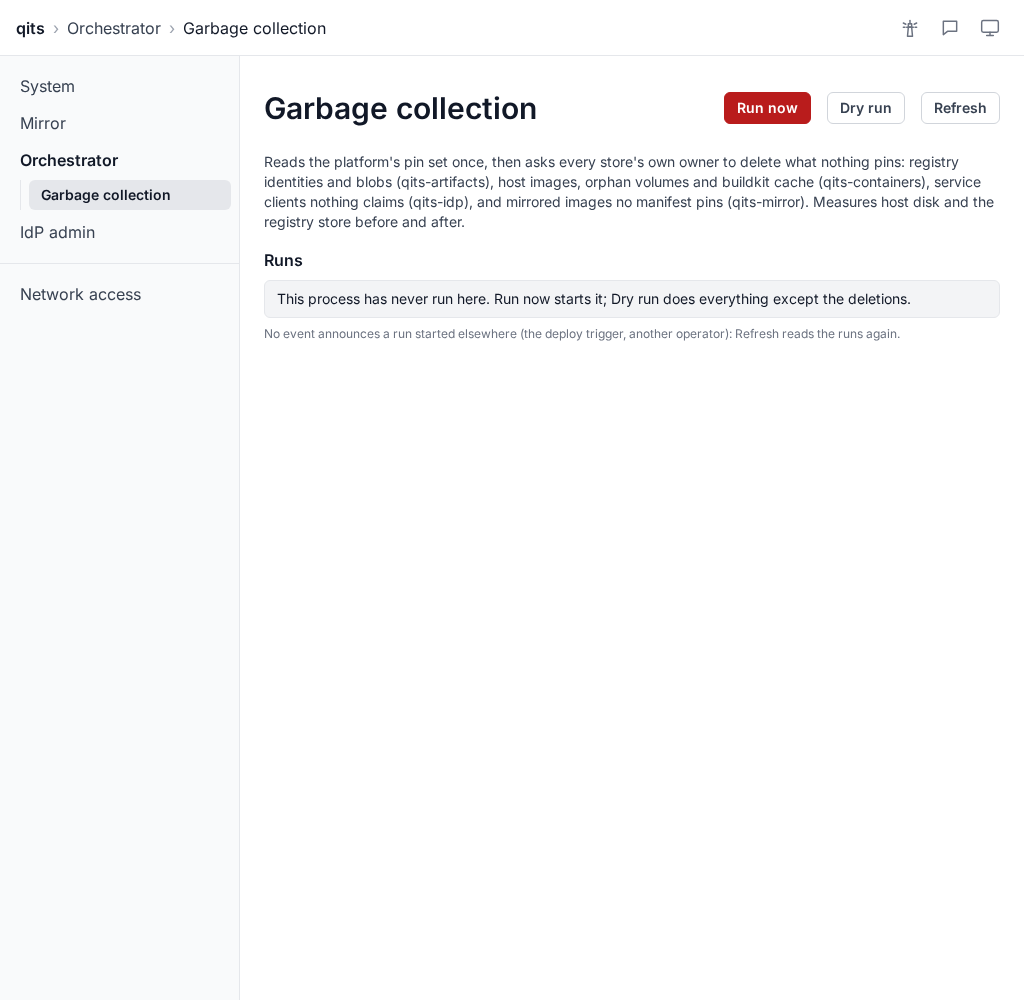 qits › Orchestrator › Garbage collection
System
Mirror
Orchestrator
Garbage collection
IdP admin
Network access
Garbage collection
Run now
Dry run
Refresh
Reads the platform's pin set once, then asks every store's own owner to delete what nothing pins: registry
identities and blobs (qits-artifacts), host images, orphan volumes and buildkit cache (qits-containers), service
clients nothing claims (qits-idp), and mirrored images no manifest pins (qits-mirror). Measures host disk and the
registry store before and after.
Runs
This process has never run here. Run now starts it; Dry run does everything except the deletions.
No event announces a run started elsewhere (the deploy trigger, another operator): Refresh reads the runs again.